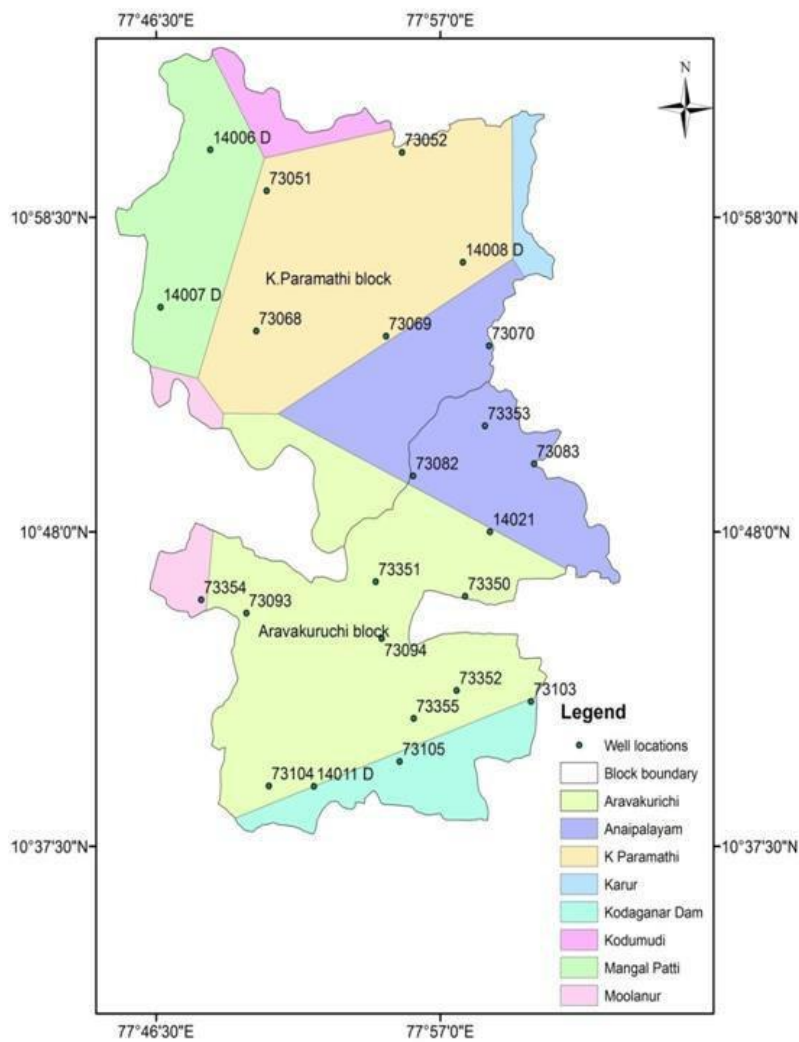 77°46'30"E 77°57'0"E
N
14006 D
73052
73051
10°58'30"N 10°58'30"N
14008 D
K.Paramathi block
14007 D
73068
73069
73070
73353
73083
73082
14021
10°48'0"N 10°48'0"N
73351
73350
73354
73093
Aravakuruchi block
73094
73352
73103
73355
73105
73104
14011 D
Legend
Well locations
Block boundary
Aravakurichi
Anaipalayam
K Paramathi
Karur
Kodaganar Dam
Kodumudi
Mangal Patti
Moolanur
10°37'30"N 10°37'30"N
77°46'30"E 77°57'0"E